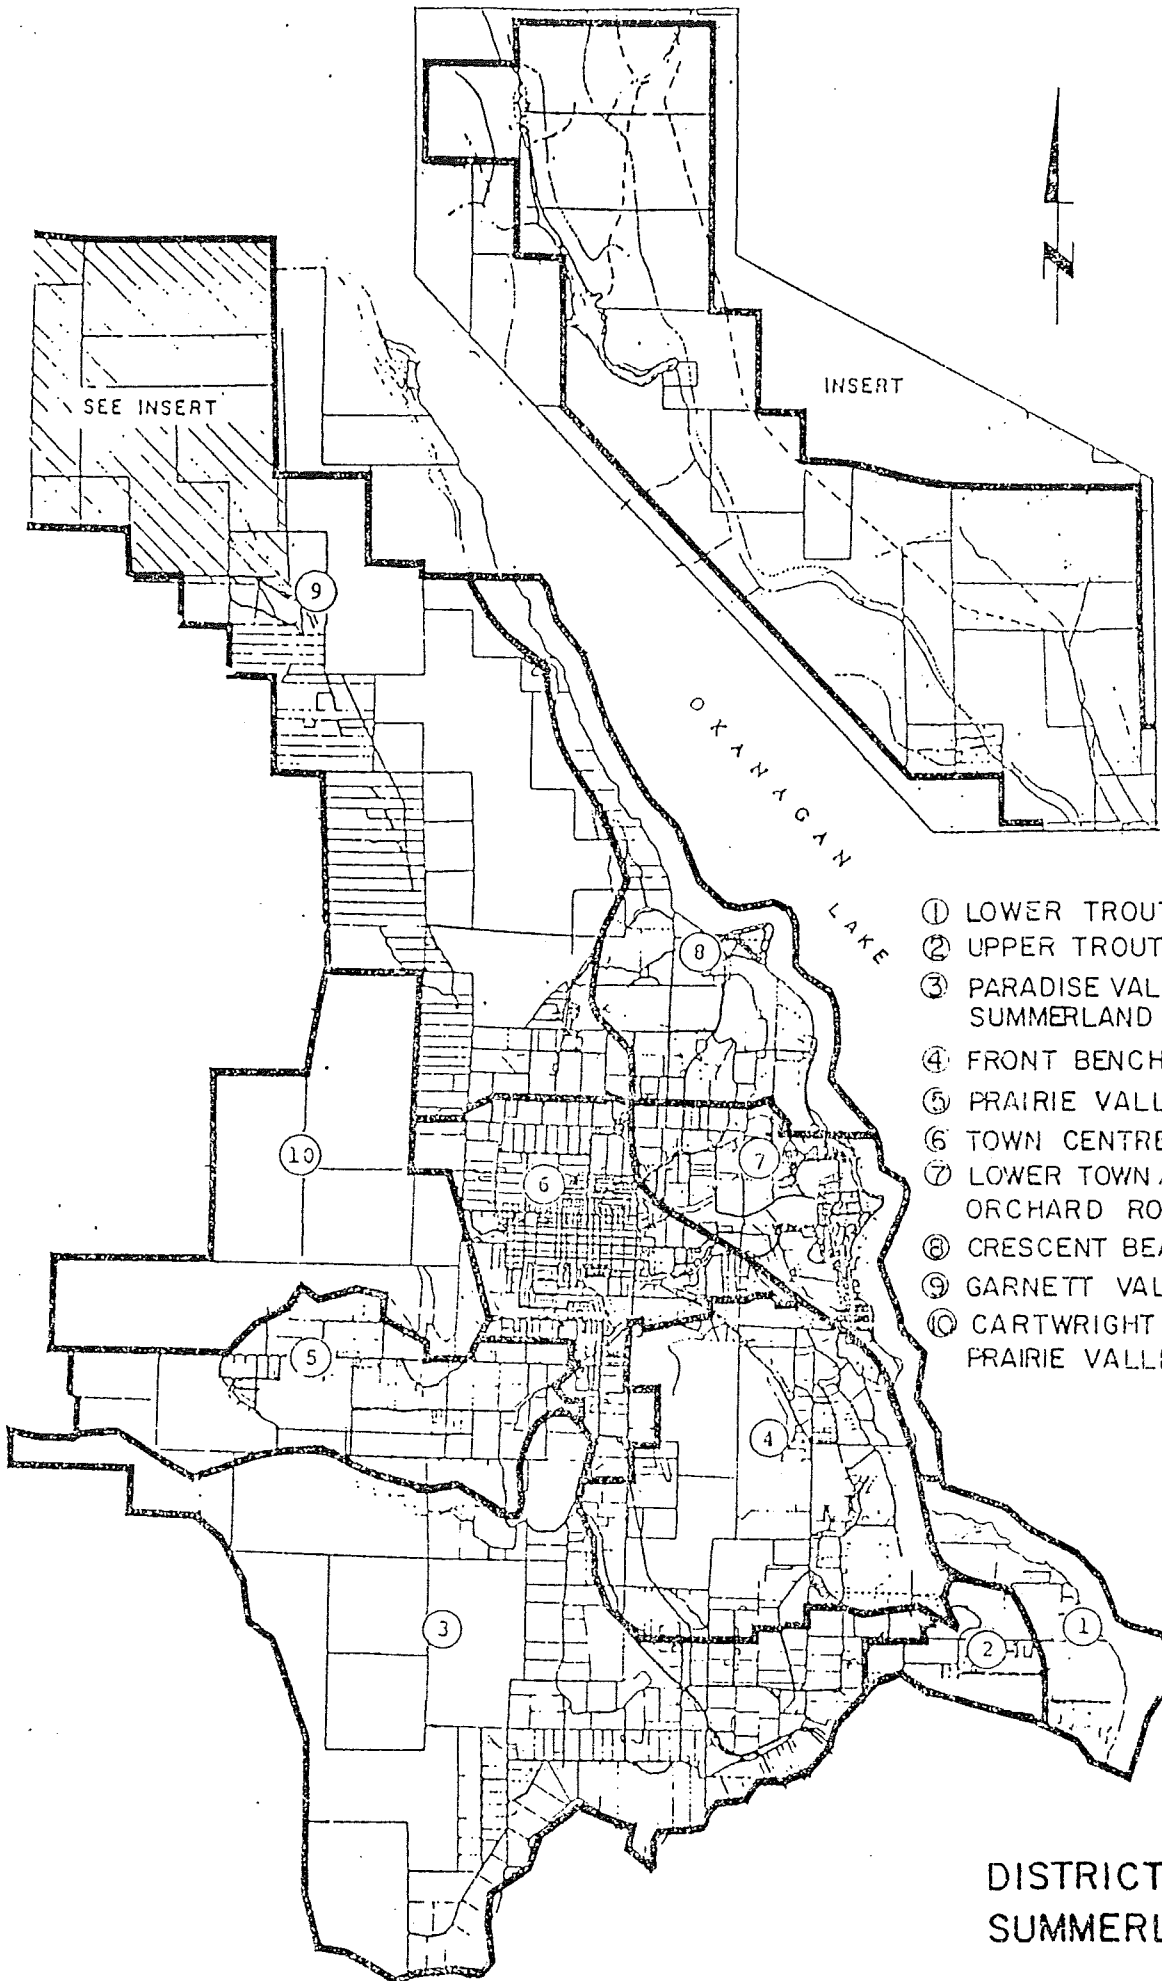 N
INSERT
SEE INSERT
OKANAGAN LAKE
① LOWER TROUT
② UPPER TROUT
③ PARADISE VAL
SUMMERLAND
④ FRONT BENCH
⑤ PRAIRIE VALL
⑥ TOWN CENTRE
⑦ LOWER TOWN
ORCHARD RO
⑧ CRESCENT BEA
⑨ GARNETT VAL
⑩ CARTWRIGHT
PRAIRIE VALL
9
8
10
6
7
5
4
3
2
1
DISTRICT
SUMMERL